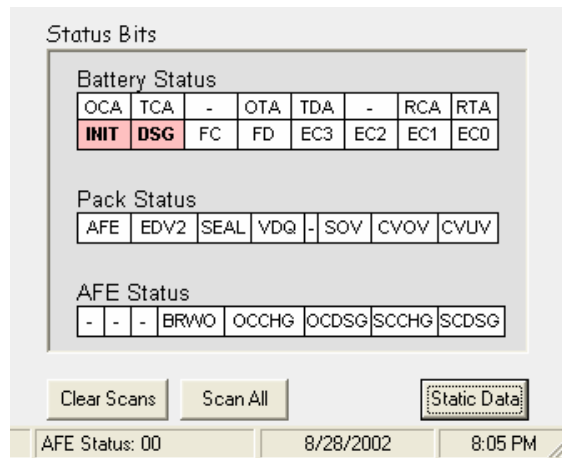 Status Bits
Battery Status
OCA TCA - OTA TDA - RCA RTA
INIT DSG FC FD EC3 EC2 EC1 EC0
Pack Status
AFE EDV2 SEAL VDQ - SOV CVOV CVUV
AFE Status
- - - BRWO OCCHG OCDSG SCCHG SCDSG
Clear Scans Scan All Static Data
AFE Status: 00 8/28/2002 8:05 PM